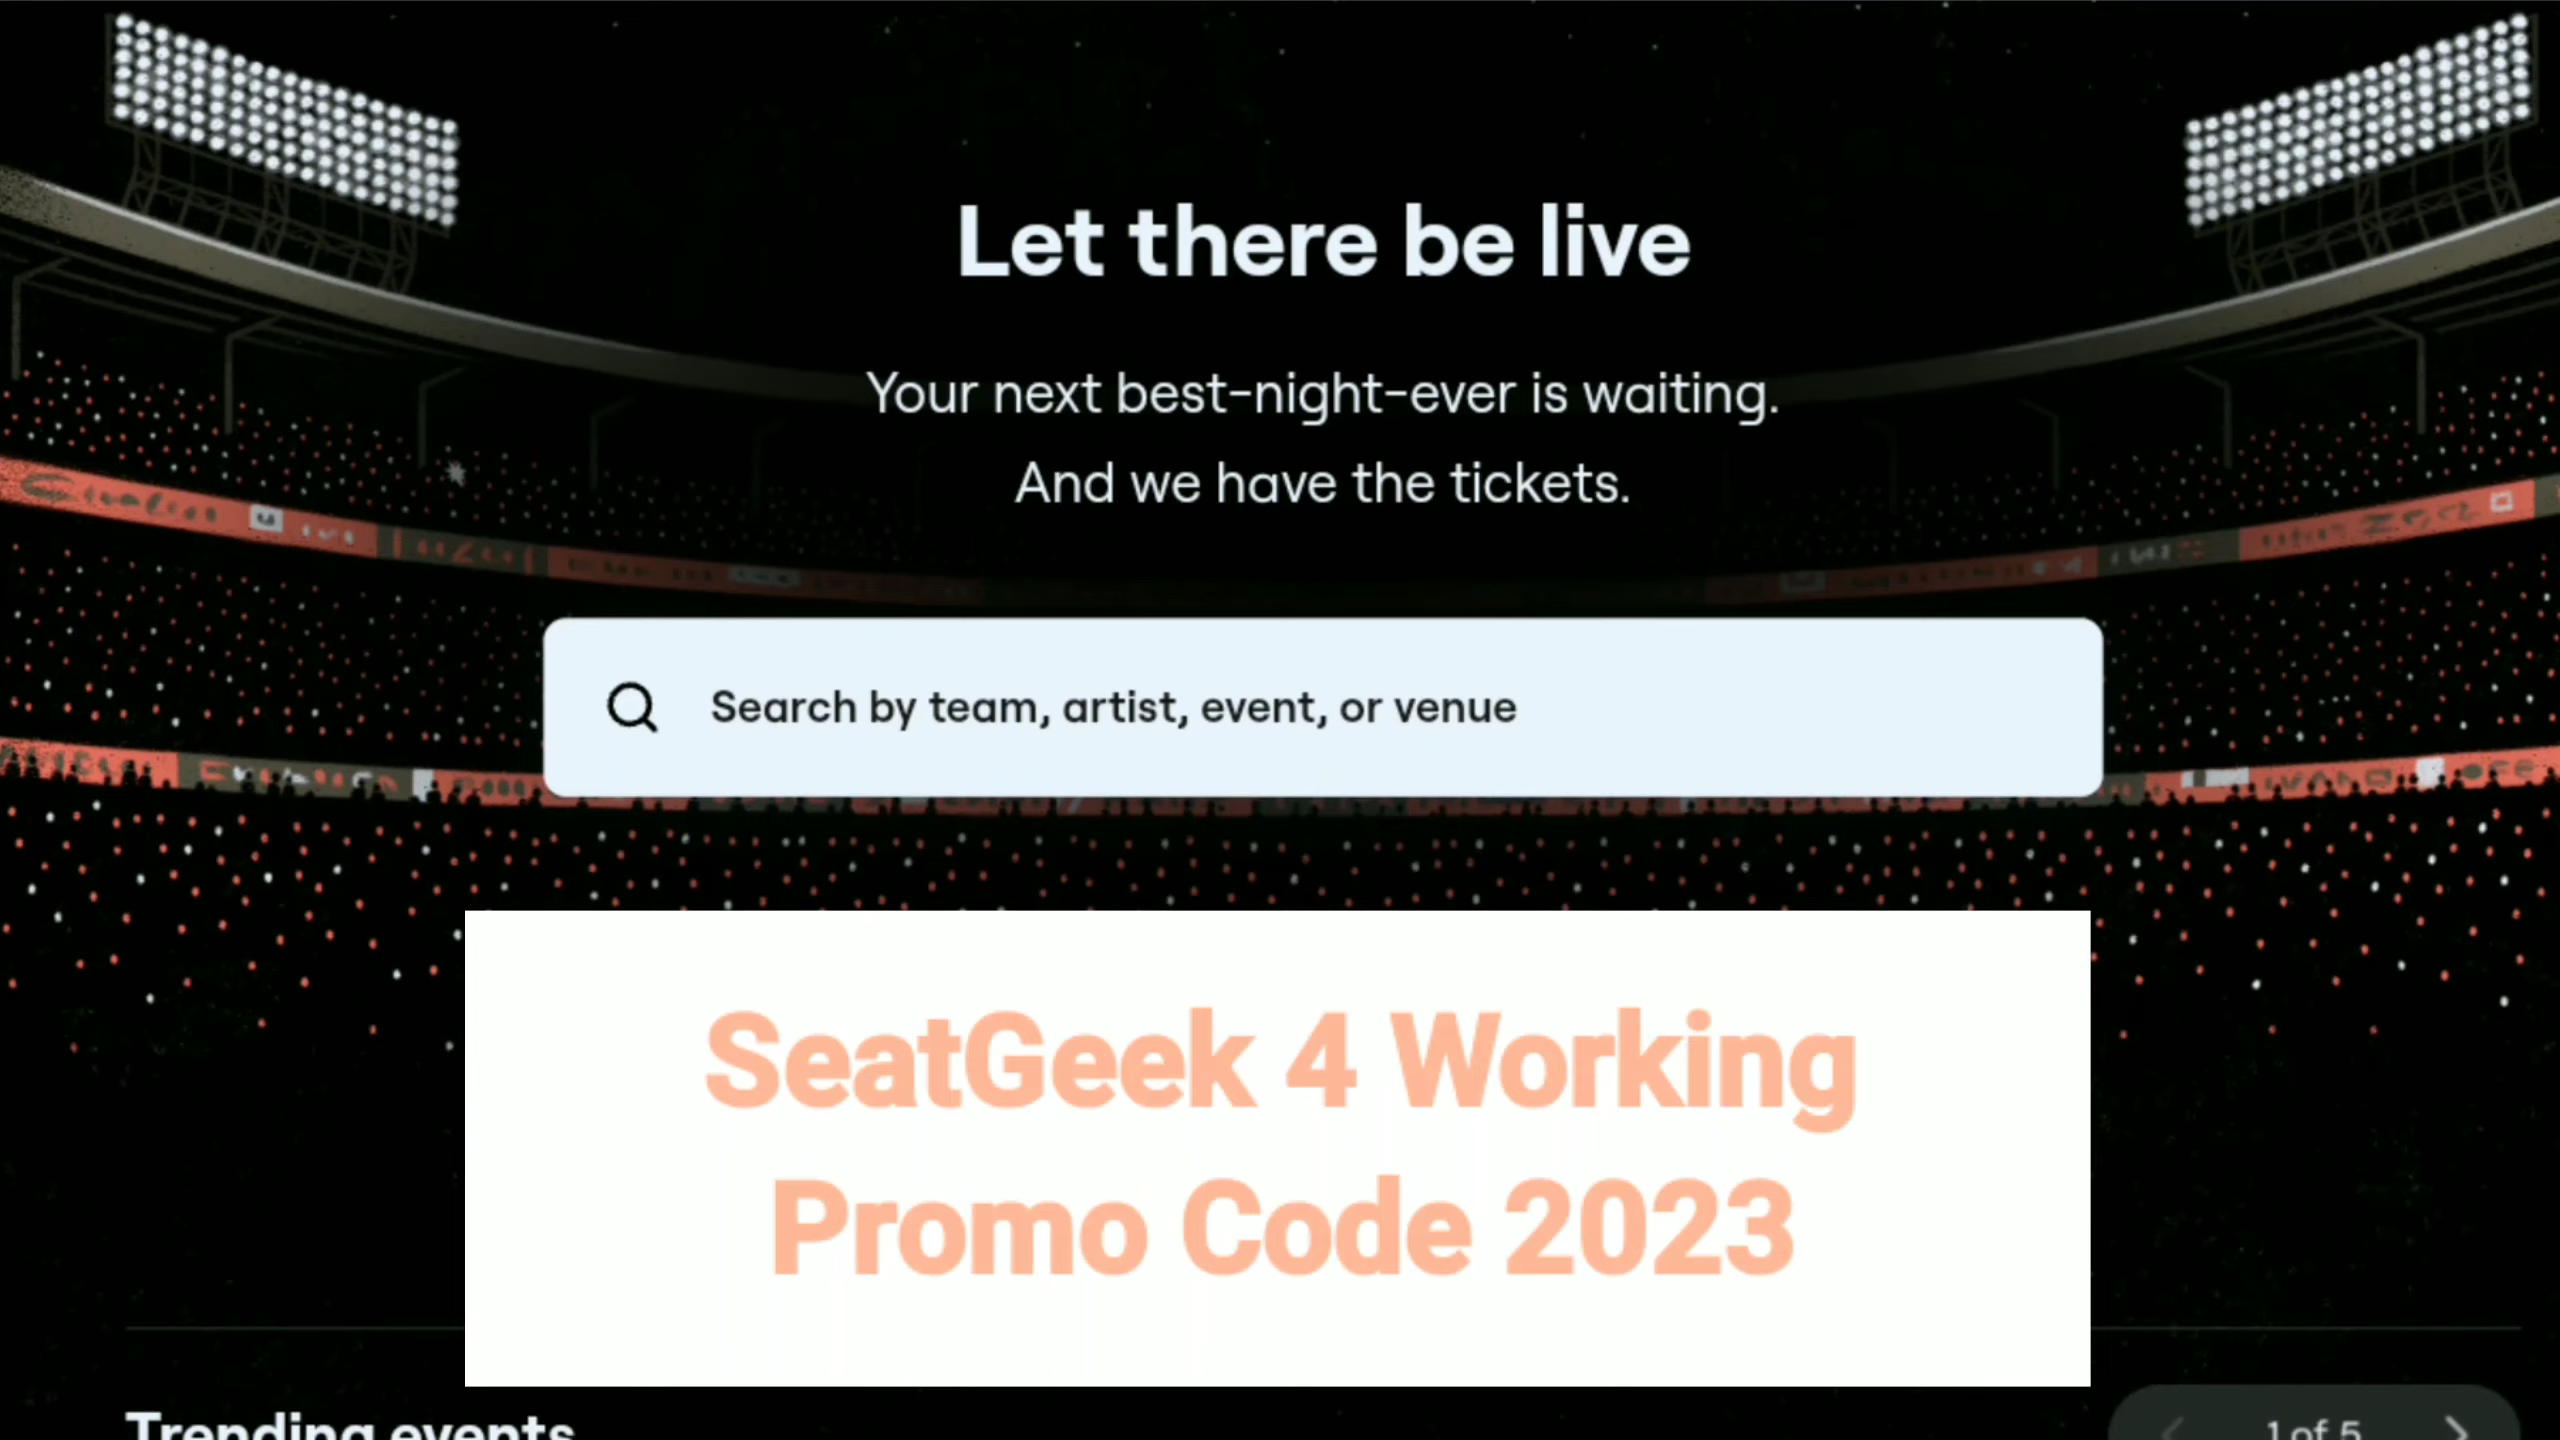 Let there be live
Your next best-night-ever is waiting.
And we have the tickets.
Search by team, artist, event, or venue
SeatGeek 4 Working
Promo Code 2023
Trending events
1 of 5